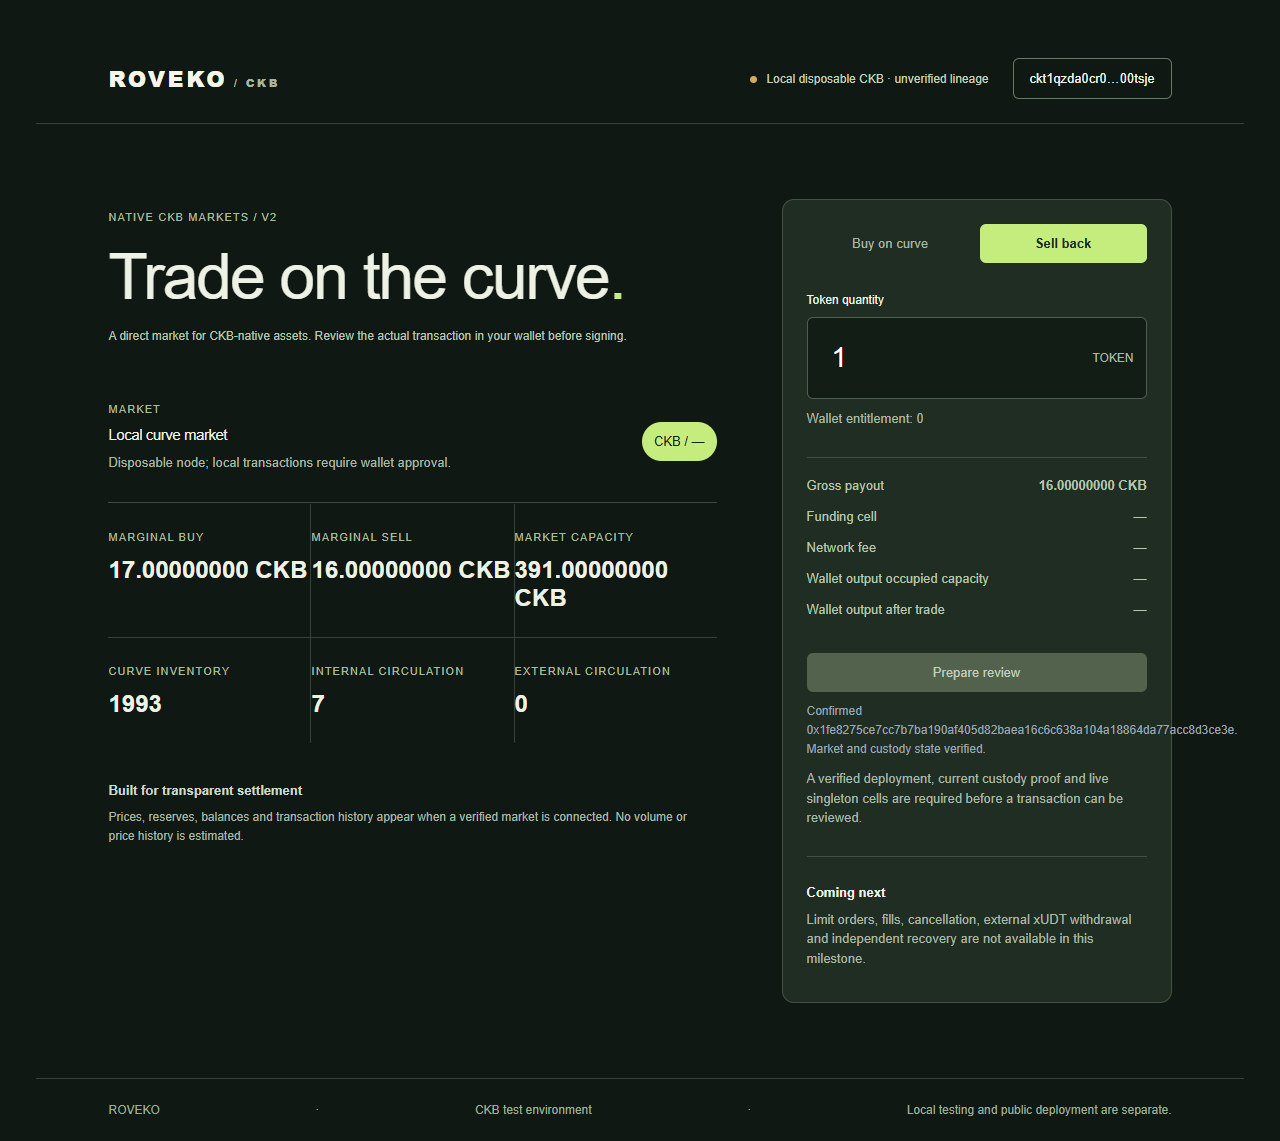 ROVEKO / CKB
Local disposable CKB · unverified lineage
ckt1qzda0cr0…00tsje
NATIVE CKB MARKETS / V2
Trade on the curve.
A direct market for CKB-native assets. Review the actual transaction in your wallet before signing.
MARKET
Local curve market
Disposable node; local transactions require wallet approval.
CKB / —
MARGINAL BUY
17.00000000 CKB
MARGINAL SELL
16.00000000 CKB
MARKET CAPACITY
391.00000000
CKB
CURVE INVENTORY
1993
INTERNAL CIRCULATION
7
EXTERNAL CIRCULATION
0
Built for transparent settlement
Prices, reserves, balances and transaction history appear when a verified market is connected. No volume or
price history is estimated.
Buy on curve
Sell back
Token quantity
1
TOKEN
Wallet entitlement: 0
Gross payout
16.00000000 CKB
Funding cell
—
Network fee
—
Wallet output occupied capacity
—
Wallet output after trade
—
Prepare review
Confirmed
0x1fe8275ce7cc7b7ba190af405d82baea16c6c638a104a18864da77acc8d3ce3e.
Market and custody state verified.
A verified deployment, current custody proof and live
singleton cells are required before a transaction can be
reviewed.
Coming next
Limit orders, fills, cancellation, external xUDT withdrawal
and independent recovery are not available in this
milestone.
ROVEKO
·
CKB test environment
·
Local testing and public deployment are separate.